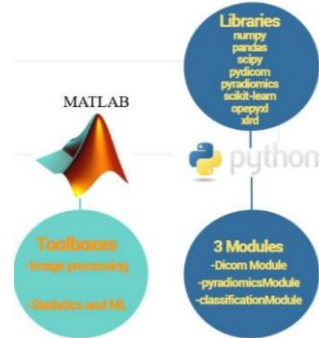 Libraries
numpy
pandas
scipy
pydicom
pyradiomics
scikit-learn
opepyxl
xlrd
MATLAB
python
Toolboxes
-Image processing
-Statistics and ML
3 Modules
-Dicom Module
-pyradiomicsModule
-classificationModule